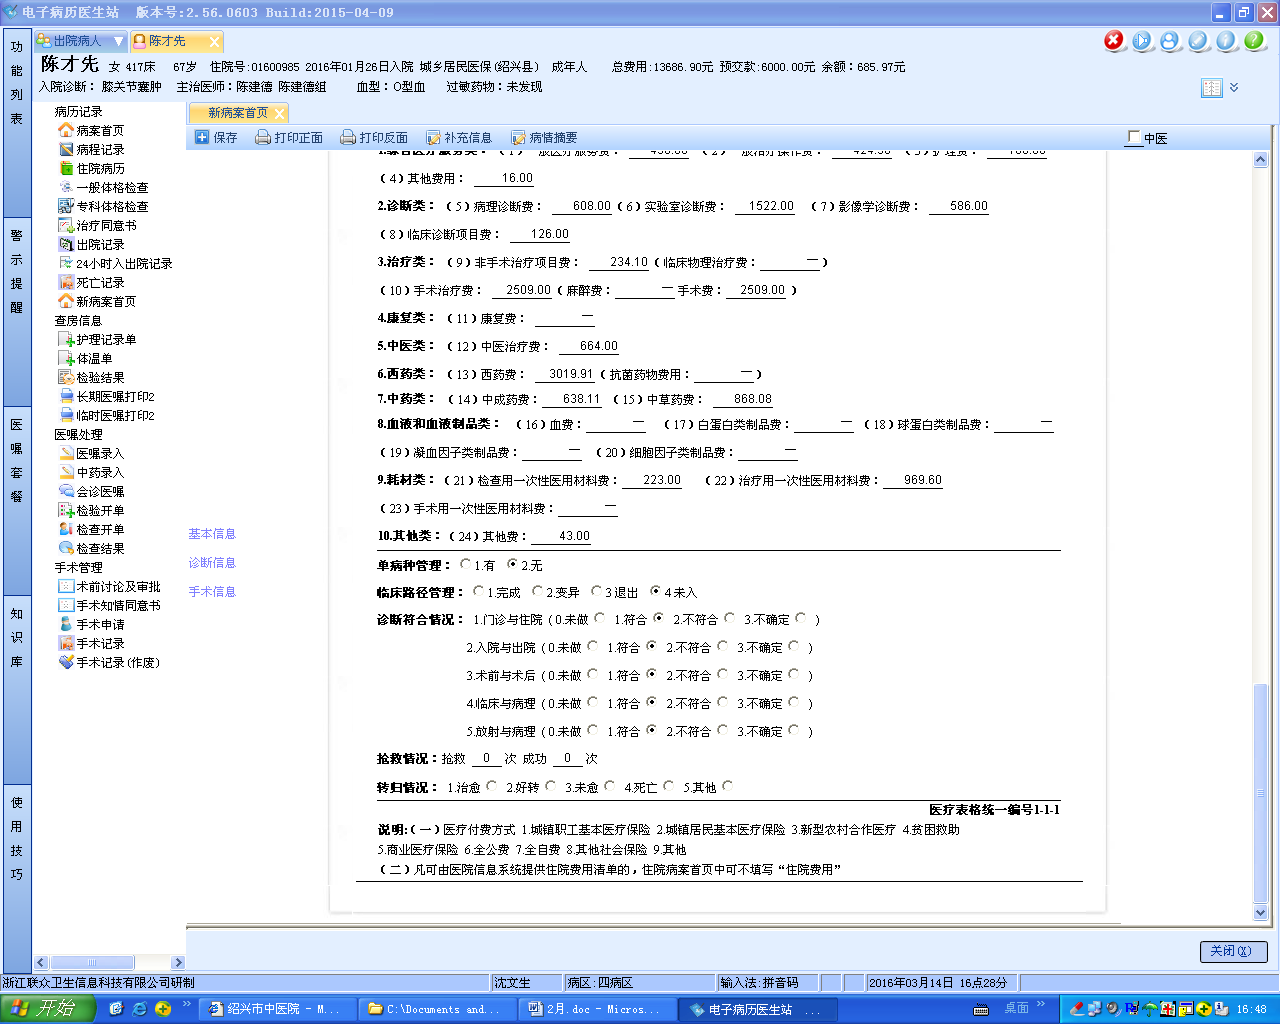 电子病历医生站 版本号:2.56.0603 Build:2015-04-09
出院病人 陈才先
陈才先 女 417床 67岁 住院号:01600985 2016年01月26日入院 城乡居民医保(绍兴县) 成年人 总费用:13686.90元 预交款:6000.00元 余额:685.97元
入院诊断: 膝关节囊肿 主治医师:陈建德 陈建德组 血型:O型血 过敏药物:未发现
功能列表
警示提醒
医嘱套餐
知识库
使用技巧
病历记录
病案首页
病程记录
住院病历
一般体格检查
专科体格检查
治疗同意书
出院记录
24小时入出院记录
死亡记录
新病案首页
查房信息
护理记录单
体温单
检验结果
长期医嘱打印2
临时医嘱打印2
医嘱处理
医嘱录入
中药录入
会诊医嘱
检验开单
检查开单
检查结果
手术管理
术前讨论及审批
手术知情同意书
手术申请
手术记录
手术记录(作废)
新病案首页
保存 打印正面 打印反面 补充信息 病情摘要 中医
基本信息
诊断信息
手术信息
(4)其他费用: 16.00
2.诊断类: (5)病理诊断费: 608.00 (6)实验室诊断费: 1522.00 (7)影像学诊断费: 586.00
(8)临床诊断项目费: 126.00
3.治疗类: (9)非手术治疗项目费: 234.10 (临床物理治疗费: — )
(10)手术治疗费: 2509.00 (麻醉费: — 手术费: 2509.00 )
4.康复类: (11)康复费: —
5.中医类: (12)中医治疗费: 664.00
6.西药类: (13)西药费: 3019.91 (抗菌药物费用: — )
7.中药类: (14)中成药费: 638.11 (15)中草药费: 868.08
8.血液和血液制品类: (16)血费: — (17)白蛋白类制品费: — (18)球蛋白类制品费: —
(19)凝血因子类制品费: — (20)细胞因子类制品费: —
9.耗材类: (21)检查用一次性医用材料费: 223.00 (22)治疗用一次性医用材料费: 969.60
(23)手术用一次性医用材料费: —
10.其他类: (24)其他费: 43.00
单病种管理: 1.有 2.无
临床路径管理: 1.完成 2.变异 3退出 4未入
诊断符合情况: 1.门诊与住院 (0.未做 1.符合 2.不符合 3.不确定 )
2.入院与出院 (0.未做 1.符合 2.不符合 3.不确定 )
3.术前与术后 (0.未做 1.符合 2.不符合 3.不确定 )
4.临床与病理 (0.未做 1.符合 2.不符合 3.不确定 )
5.放射与病理 (0.未做 1.符合 2.不符合 3.不确定 )
抢救情况:抢救 0 次 成功 0 次
转归情况: 1.治愈 2.好转 3.未愈 4.死亡 5.其他
医疗表格统一编号1-1-1
说明:(一)医疗付费方式 1.城镇职工基本医疗保险 2.城镇居民基本医疗保险 3.新型农村合作医疗 4.贫困救助
5.商业医疗保险 6.全公费 7.全自费 8.其他社会保险 9.其他
(二)凡可由医院信息系统提供住院费用清单的,住院病案首页中可不填写“住院费用”
关闭(X)
浙江联众卫生信息科技有限公司研制 沈文生 病区:四病区 输入法:拼音码 2016年03月14日 16点28分
开始 绍兴市中医院 - M... C:\Documents and... 2月.doc - Micros... 电子病历医生站 ... 桌面 16:48